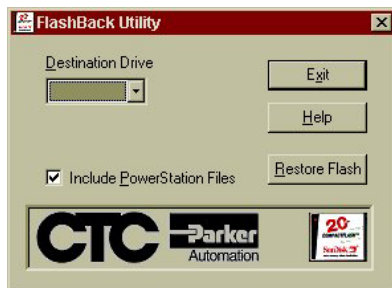 FlashBack Utility
Destination Drive
Exit
Help
Include PowerStation Files
Restore Flash
CTC Parker
Automation
20
SanDisk